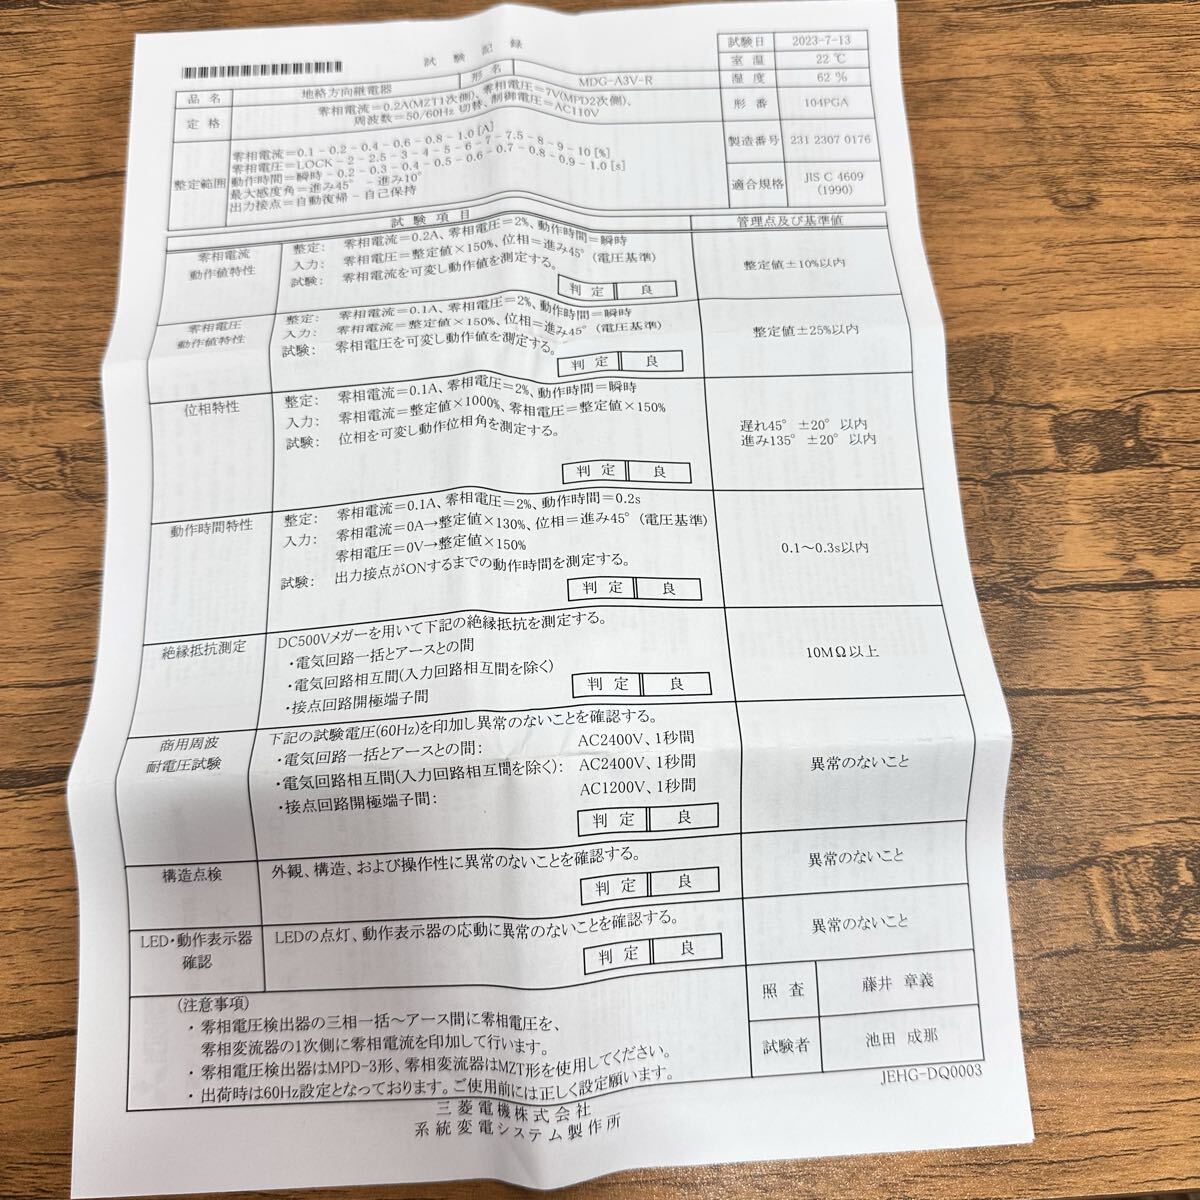 試験記録
試験日 2023-7-13
室温 22℃
湿度 62%
品名 地絡方向継電器 形名 MDG-A3V-R
形番 104PGA
定格 零相電流=0.2A(MZT1次側)、零相電圧=7V(MPD2次側)、
周波数=50/60Hz 切替、制御電圧=AC110V
製造番号 231 2307 0176
適合規格 JIS C 4609
(1990)
整定範囲
零相電流=0.1-0.2-0.4-0.6-0.8-1.0[A]
零相電圧=LOCK-2-2.5-3-4-5-6-7-7.5-8-9-10[%]
動作時間=瞬時-0.2-0.3-0.4-0.5-0.6-0.7-0.8-0.9-1.0[s]
最大感度角=進み45°-進み10°
出力接点=自動復帰-自己保持
試験項目 管理点及び基準値
零相電流
動作値特性
整定: 零相電流=0.2A、零相電圧=2%、動作時間=瞬時
入力: 零相電圧=整定値×150%、位相=進み45°(電圧基準)
試験: 零相電流を可変し動作値を測定する。
判定 良
整定値±10%以内
零相電圧
動作値特性
整定: 零相電流=0.1A、零相電圧=2%、動作時間=瞬時
入力: 零相電流=整定値×150%、位相=進み45°(電圧基準)
試験: 零相電圧を可変し動作値を測定する。
判定 良
整定値±25%以内
位相特性
整定: 零相電流=0.1A、零相電圧=2%、動作時間=瞬時
入力: 零相電流=整定値×1000%、零相電圧=整定値×150%
試験: 位相を可変し動作位相角を測定する。
判定 良
遅れ45° ±20° 以内
進み135° ±20° 以内
動作時間特性
整定: 零相電流=0.1A、零相電圧=2%、動作時間=0.2s
入力: 零相電流=0A→整定値×130%、位相=進み45°(電圧基準)
零相電圧=0V→整定値×150%
試験: 出力接点がONするまでの動作時間を測定する。
判定 良
0.1～0.3s以内
絶縁抵抗測定
DC500Vメガーを用いて下記の絶縁抵抗を測定する。
・電気回路一括とアースとの間
・電気回路相互間(入力回路相互間を除く)
・接点回路開極端子間
判定 良
10MΩ以上
商用周波
耐電圧試験
下記の試験電圧(60Hz)を印加し異常のないことを確認する。
・電気回路一括とアースとの間: AC2400V、1秒間
・電気回路相互間(入力回路相互間を除く): AC2400V、1秒間
・接点回路開極端子間: AC1200V、1秒間
判定 良
異常のないこと
構造点検
外観、構造、および操作性に異常のないことを確認する。
判定 良
異常のないこと
LED・動作表示器
確認
LEDの点灯、動作表示器の応動に異常のないことを確認する。
判定 良
異常のないこと
(注意事項)
・零相電圧検出器の三相一括～アース間に零相電圧を、
零相変流器の1次側に零相電流を印加して行います。
・零相電圧検出器はMPD-3形、零相変流器はMZT形を使用してください。
・出荷時は60Hz設定となっております。ご使用前には正しく設定願います。
照査 藤井 章義
試験者 池田 成那
JEHG-DQ0003
三菱電機株式会社
系統変電システム製作所